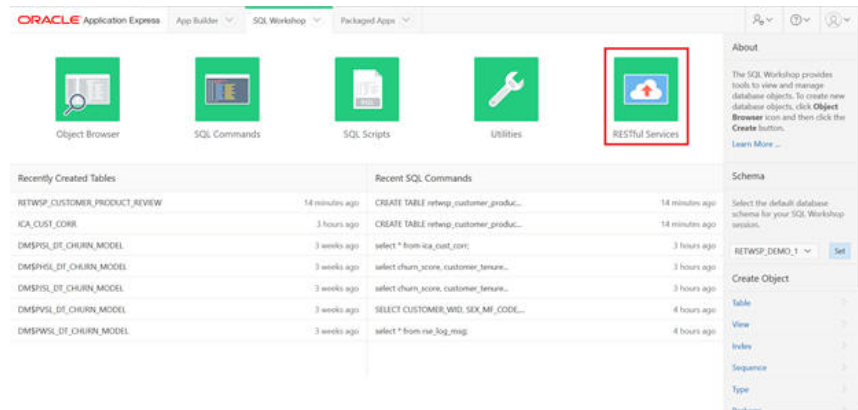 ORACLE Application Express App Builder SQL Workshop Packaged Apps
Object Browser
SQL Commands
SQL
SQL Scripts
Utilities
RESTful Services
Recently Created Tables
RETWSP_CUSTOMER_PRODUCT_REVIEW 14 minutes ago
ICA_CUST_CORR 3 hours ago
DM$PISL_DT_CHURN_MODEL 3 weeks ago
DM$PHSL_DT_CHURN_MODEL 3 weeks ago
DM$PJSL_DT_CHURN_MODEL 3 weeks ago
DM$PVSL_DT_CHURN_MODEL 3 weeks ago
DM$PWSL_DT_CHURN_MODEL 3 weeks ago
Recent SQL Commands
CREATE TABLE retwsp_customer_produc... 14 minutes ago
CREATE TABLE retwsp_customer_produc... 14 minutes ago
select * from ica_cust_corr; 3 hours ago
select churn_score, customer_tenure... 3 hours ago
select churn_score, customer_tenure... 3 hours ago
SELECT CUSTOMER_WID, SEX_MF_CODE,... 4 hours ago
select * from rse_log_msg; 4 hours ago
About
The SQL Workshop provides
tools to view and manage
database objects. To create new
database objects, click Object
Browser icon and then click the
Create button.
Learn More ...
Schema
Select the default database
schema for your SQL Workshop
session.
RETWSP_DEMO_1 Set
Create Object
Table
View
Index
Sequence
Type